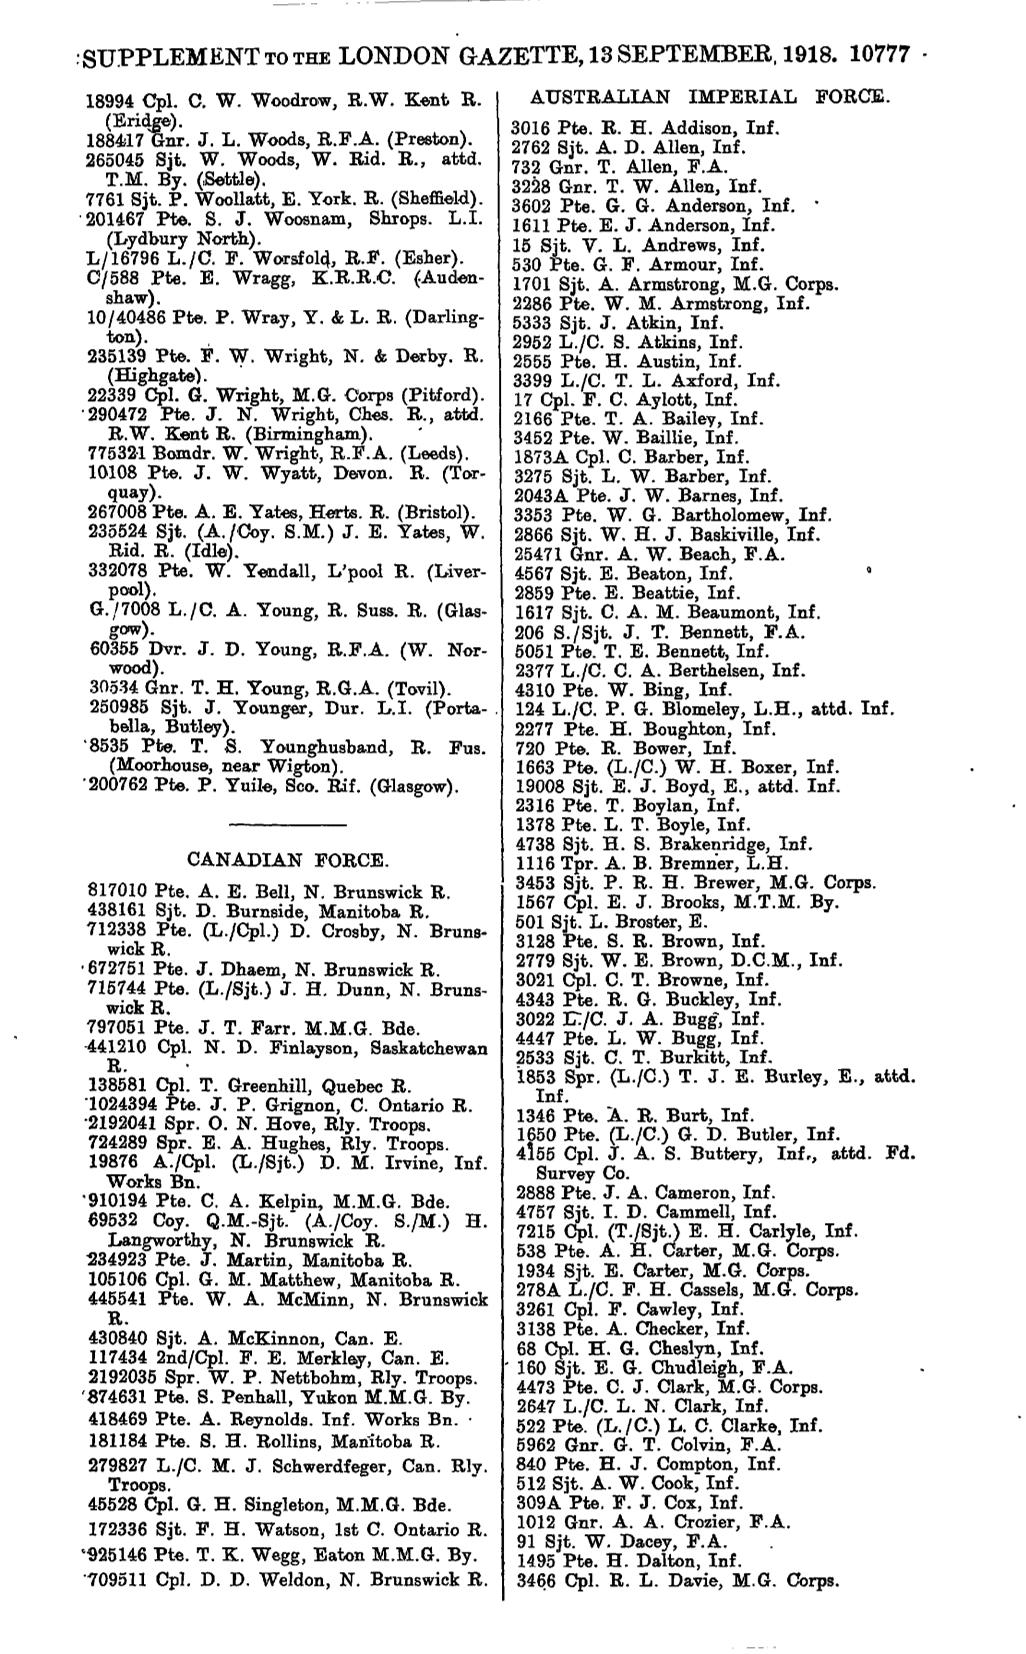 SUPPLEMENT TO THE LONDON GAZETTE, 13 SEPTEMBER, 1918. 10777
18994 Cpl. C. W. Woodrow, R.W. Kent R.
(Eridge).
188417 Gnr. J. L. Woods, R.F.A. (Preston).
265045 Sjt. W. Woods, W. Rid. R., attd.
T.M. By. (Settle).
7761 Sjt. P. Woollatt, E. York. R. (Sheffield).
201467 Pte. S. J. Woosnam, Shrops. L.I.
(Lydbury North).
L/16796 L./C. F. Worsfold, R.F. (Esher).
C/588 Pte. E. Wragg, K.R.R.C. (Auden-
shaw).
10/40486 Pte. P. Wray, Y. & L. R. (Darling-
ton).
235139 Pte. F. W. Wright, N. & Derby. R.
(Highgate).
22339 Cpl. G. Wright, M.G. Corps (Pitford).
290472 Pte. J. N. Wright, Ches. R., attd.
R.W. Kent R. (Birmingham).
775321 Bomdr. W. Wright, R.F.A. (Leeds).
10108 Pte. J. W. Wyatt, Devon. R. (Tor-
quay).
267008 Pte. A. E. Yates, Herts. R. (Bristol).
235524 Sjt. (A./Coy. S.M.) J. E. Yates, W.
Rid. R. (Idle).
332078 Pte. W. Yendall, L'pool R. (Liver-
pool).
G./7008 L./C. A. Young, R. Suss. R. (Glas-
gow).
60355 Dvr. J. D. Young, R.F.A. (W. Nor-
wood).
30534 Gnr. T. H. Young, R.G.A. (Tovil).
250985 Sjt. J. Younger, Dur. L.I. (Porta-
bella, Butley).
8535 Pte. T. S. Younghusband, R. Fus.
(Moorhouse, near Wigton).
200762 Pte. P. Yuile, Sco. Rif. (Glasgow).
CANADIAN FORCE.
817010 Pte. A. E. Bell, N. Brunswick R.
438161 Sjt. D. Burnside, Manitoba R.
712338 Pte. (L./Cpl.) D. Crosby, N. Bruns-
wick R.
672751 Pte. J. Dhaem, N. Brunswick R.
715744 Pte. (L./Sjt.) J. H. Dunn, N. Bruns-
wick R.
797051 Pte. J. T. Farr. M.M.G. Bde.
441210 Cpl. N. D. Finlayson, Saskatchewan
R.
138581 Cpl. T. Greenhill, Quebec R.
1024394 Pte. J. P. Grignon, C. Ontario R.
2192041 Spr. O. N. Hove, Rly. Troops.
724289 Spr. E. A. Hughes, Rly. Troops.
19876 A./Cpl. (L./Sjt.) D. M. Irvine, Inf.
Works Bn.
910194 Pte. C. A. Kelpin, M.M.G. Bde.
69532 Coy. Q.M.-Sjt. (A./Coy. S./M.) H.
Langworthy, N. Brunswick R.
234923 Pte. J. Martin, Manitoba R.
105106 Cpl. G. M. Matthew, Manitoba R.
445541 Pte. W. A. McMinn, N. Brunswick
R.
430840 Sjt. A. McKinnon, Can. E.
117434 2nd/Cpl. F. E. Merkley, Can. E.
2192035 Spr. W. P. Nettbohm, Rly. Troops.
874631 Pte. S. Penhall, Yukon M.M.G. By.
418469 Pte. A. Reynolds. Inf. Works Bn.
181184 Pte. S. H. Rollins, Manitoba R.
279827 L./C. M. J. Schwerdfeger, Can. Rly.
Troops.
45528 Cpl. G. H. Singleton, M.M.G. Bde.
172336 Sjt. F. H. Watson, 1st C. Ontario R.
925146 Pte. T. K. Wegg, Eaton M.M.G. By.
709511 Cpl. D. D. Weldon, N. Brunswick R.
AUSTRALIAN IMPERIAL FORCE.
3016 Pte. R. H. Addison, Inf.
2762 Sjt. A. D. Allen, Inf.
732 Gnr. T. Allen, F.A.
3228 Gnr. T. W. Allen, Inf.
3602 Pte. G. G. Anderson, Inf.
1611 Pte. E. J. Anderson, Inf.
15 Sjt. V. L. Andrews, Inf.
530 Pte. G. F. Armour, Inf.
1701 Sjt. A. Armstrong, M.G. Corps.
2286 Pte. W. M. Armstrong, Inf.
5333 Sjt. J. Atkin, Inf.
2952 L./C. S. Atkins, Inf.
2555 Pte. H. Austin, Inf.
3399 L./C. T. L. Axford, Inf.
17 Cpl. F. C. Aylott, Inf.
2166 Pte. T. A. Bailey, Inf.
3452 Pte. W. Baillie, Inf.
1873A Cpl. C. Barber, Inf.
3275 Sjt. L. W. Barber, Inf.
2043A Pte. J. W. Barnes, Inf.
3353 Pte. W. G. Bartholomew, Inf.
2866 Sjt. W. H. J. Baskiville, Inf.
25471 Gnr. A. W. Beach, F.A.
4567 Sjt. E. Beaton, Inf.
2859 Pte. E. Beattie, Inf.
1617 Sjt. C. A. M. Beaumont, Inf.
206 S./Sjt. J. T. Bennett, F.A.
5051 Pte. T. E. Bennett, Inf.
2377 L./C. C. A. Berthelsen, Inf.
4310 Pte. W. Bing, Inf.
124 L./C. P. G. Blomeley, L.H., attd. Inf.
2277 Pte. H. Boughton, Inf.
720 Pte. R. Bower, Inf.
1663 Pte. (L./C.) W. H. Boxer, Inf.
19008 Sjt. E. J. Boyd, E., attd. Inf.
2316 Pte. T. Boylan, Inf.
1378 Pte. L. T. Boyle, Inf.
4738 Sjt. H. S. Brakenridge, Inf.
1116 Tpr. A. B. Bremner, L.H.
3453 Sjt. P. R. H. Brewer, M.G. Corps.
1567 Cpl. E. J. Brooks, M.T.M. By.
501 Sjt. L. Broster, E.
3128 Pte. S. R. Brown, Inf.
2779 Sjt. W. E. Brown, D.C.M., Inf.
3021 Cpl. C. T. Browne, Inf.
4343 Pte. R. G. Buckley, Inf.
3022 L./C. J. A. Bugg, Inf.
4447 Pte. L. W. Bugg, Inf.
2533 Sjt. C. T. Burkitt, Inf.
1853 Spr. (L./C.) T. J. E. Burley, E., attd.
Inf.
1346 Pte. A. R. Burt, Inf.
1650 Pte. (L./C.) G. D. Butler, Inf.
4155 Cpl. J. A. S. Buttery, Inf., attd. Fd.
Survey Co.
2888 Pte. J. A. Cameron, Inf.
4757 Sjt. I. D. Cammell, Inf.
7215 Cpl. (T./Sjt.) E. H. Carlyle, Inf.
538 Pte. A. H. Carter, M.G. Corps.
1934 Sjt. E. Carter, M.G. Corps.
278A L./C. F. H. Cassels, M.G. Corps.
3261 Cpl. F. Cawley, Inf.
3138 Pte. A. Checker, Inf.
68 Cpl. H. G. Cheslyn, Inf.
160 Sjt. E. G. Chudleigh, F.A.
4473 Pte. C. J. Clark, M.G. Corps.
2647 L./C. L. N. Clark, Inf.
522 Pte. (L./C.) L. C. Clarke, Inf.
5962 Gnr. G. T. Colvin, F.A.
840 Pte. H. J. Compton, Inf.
512 Sjt. A. W. Cook, Inf.
309A Pte. F. J. Cox, Inf.
1012 Gnr. A. A. Crozier, F.A.
91 Sjt. W. Dacey, F.A.
1495 Pte. H. Dalton, Inf.
3466 Cpl. R. L. Davie, M.G. Corps.